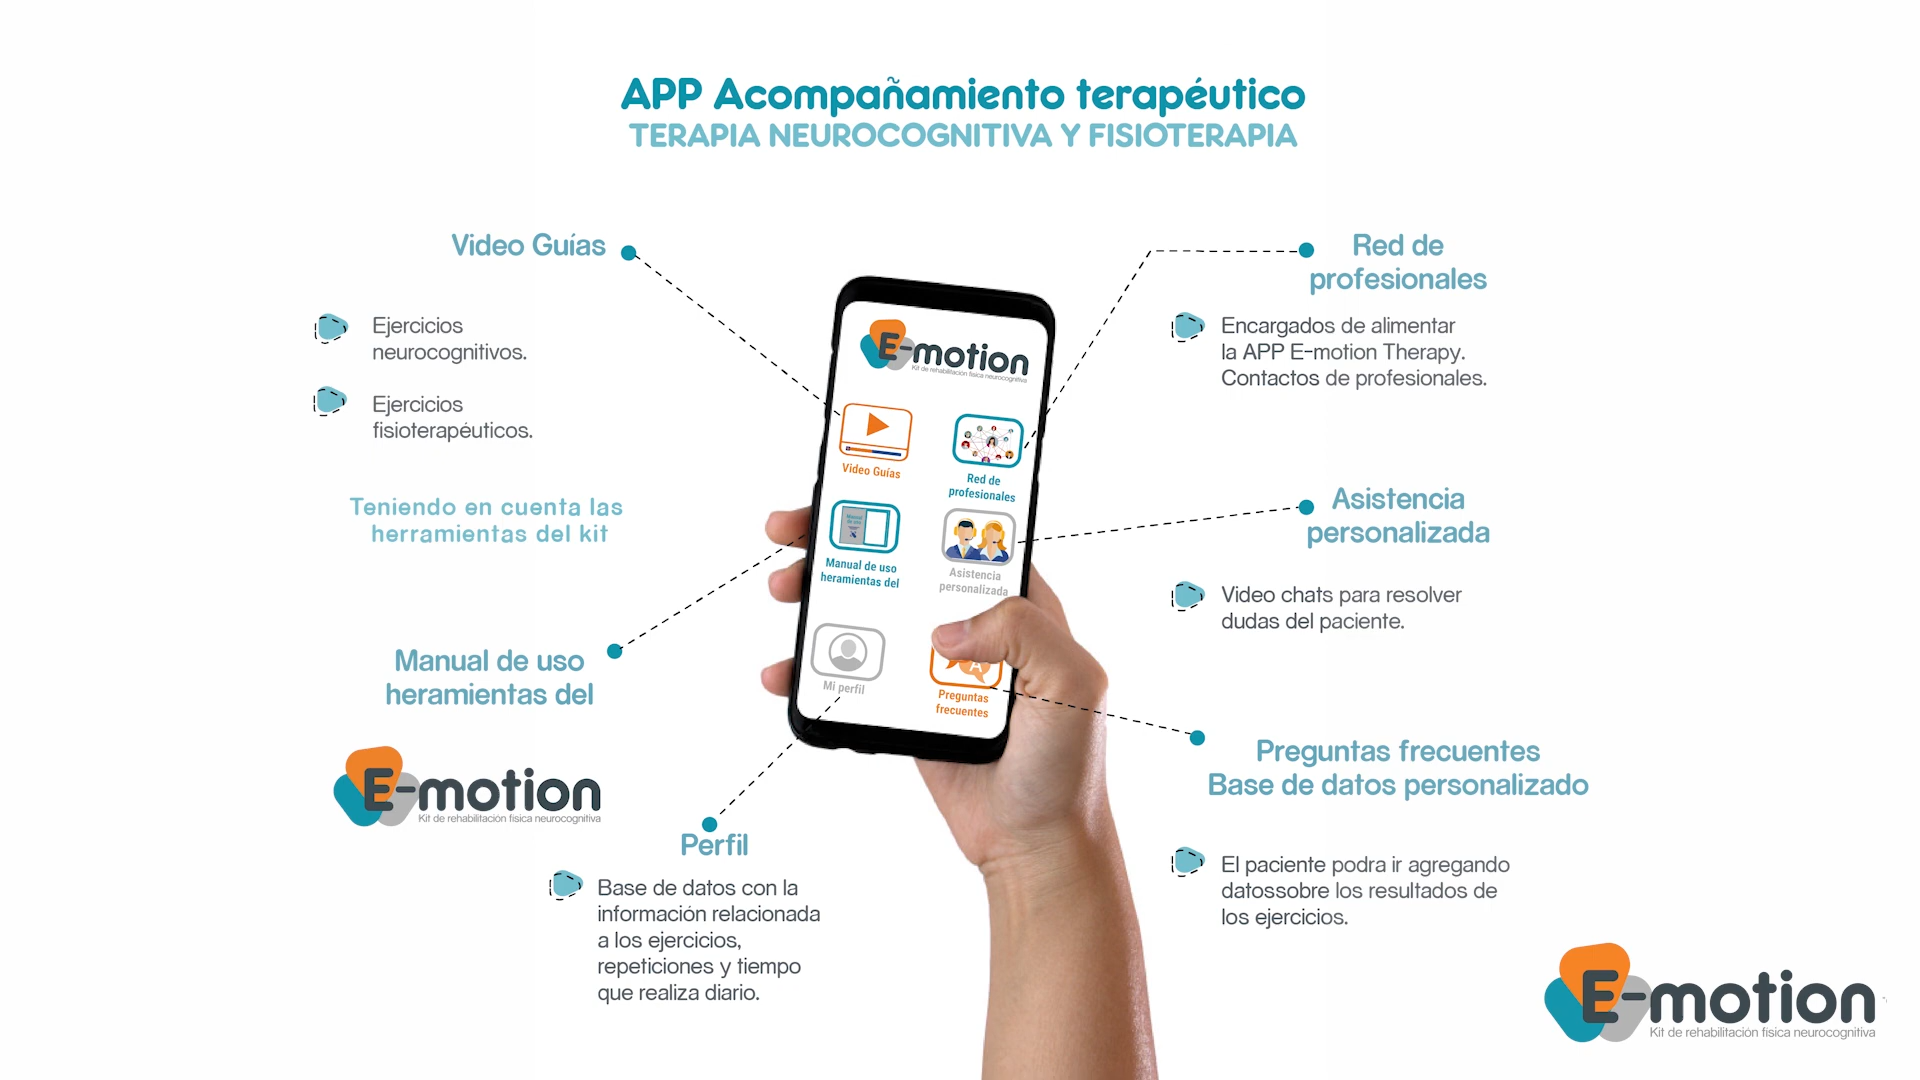 APP Acompañamiento terapéutico
TERAPIA NEUROCOGNITIVA Y FISIOTERAPIA
Video Guías
Ejercicios
neurocognitivos.
Ejercicios
fisioterapéuticos.
Teniendo en cuenta las
herramientas del kit
Manual de uso
heramientas del
E-motion
Kit de rehabilitación física neurocognitiva
Perfil
Base de datos con la
información relacionada
a los ejercicios,
repeticiones y tiempo
que realiza diario.
E-motion
Kit de rehabilitación física neurocognitiva
Video Guías
Red de
profesionales
Manual de uso
heramientas del
Asistencia
personalizada
Mi perfil
A
Preguntas
frecuentes
Red de
profesionales
Encargados de alimentar
la APP E-motion Therapy.
Contactos de profesionales.
Asistencia
personalizada
Video chats para resolver
dudas del paciente.
Preguntas frecuentes
Base de datos personalizado
El paciente podra ir agregando
datossobre los resultados de
los ejercicios.
E-motion
Kit de rehabilitación física neurocognitiva